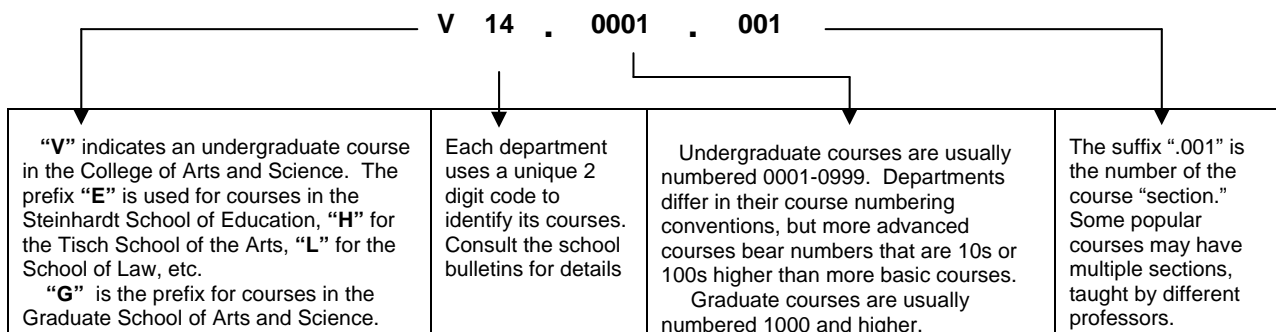 V 14 . 0001 . 001
“V” indicates an undergraduate course
in the College of Arts and Science. The
prefix “E” is used for courses in the
Steinhardt School of Education, “H” for
the Tisch School of the Arts, “L” for the
School of Law, etc.
“G” is the prefix for courses in the
Graduate School of Arts and Science.
Each department
uses a unique 2
digit code to
identify its courses.
Consult the school
bulletins for details
Undergraduate courses are usually
numbered 0001-0999. Departments
differ in their course numbering
conventions, but more advanced
courses bear numbers that are 10s or
100s higher than more basic courses.
Graduate courses are usually
numbered 1000 and higher.
The suffix “.001” is
the number of the
course “section.”
Some popular
courses may have
multiple sections,
taught by different
professors.